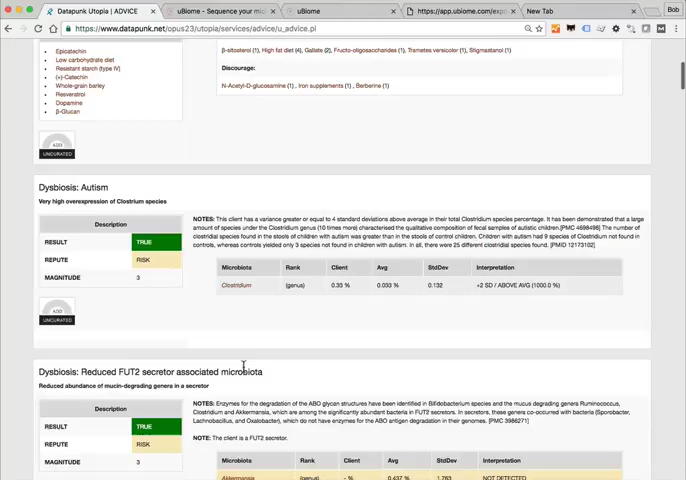 Datapunk Utopia | ADVICE
uBiome - Sequence your mic
uBiome
https://app.ubiome.com/expo
New Tab
Bob
https://www.datapunk.net/opus23/utopia/services/advice/u_advice.pl
Epicatechin
Low carbohydrate diet
Resistant starch (type IV)
(+)-Catechin
Whole-grain barley
Resveratrol
Dopamine
β-Glucan
β-sitosterol (1), High fat diet (4), Gallate (2), Fructo-oligosaccharides (1), Trametes versicolor (1), Stigmastanol (1)
Discourage:
N-Acetyl-D-glucosamine (1), Iron supplements (1), Berberine (1)
ADD
UNCURATED
Dysbiosis: Autism
Very high overexpression of Clostrium species
Description
RESULT TRUE
REPUTE RISK
MAGNITUDE 3
NOTES: This client has a variance greater or equal to 4 standard deviations above average in their total Clostridium species percentage. It has been demonstrated that a large
amount of species under the Clostridium genus (10 times more) characterised the qualitative composition of fecal samples of autistic children.[PMC 4698498] The number of
clostridial species found in the stools of children with autism was greater than in the stools of control children. Children with autism had 9 species of Clostridium not found in
controls, whereas controls yielded only 3 species not found in children with autism. In all, there were 25 different clostridial species found. [PMID 12173102]
Microbiota Rank Client Avg StdDev Interpretation
Clostridium (genus) 0.33 % 0.033 % 0.132 +2 SD / ABOVE AVG (1000.0 %)
ADD
UNCURATED
Dysbiosis: Reduced FUT2 secretor associated microbiota
Reduced abundance of mucin-degrading genera in a secretor
Description
RESULT TRUE
REPUTE RISK
MAGNITUDE 3
NOTES: Enzymes for the degradation of the ABO glycan structures have been identified in Bifidobacterium species and the mucus degrading genera Ruminococcus,
Clostridium and Akkermansia, which are among the significantly abundant bacteria in FUT2 secretors. In secretors, these genera co-occurred with bacteria (Sporobacter,
Lachnobacillus, and Oxalobacter), which do not have enzymes for the ABO antigen degradation in their genomes. [PMC 3986271]
NOTE: The client is a FUT2 secretor.
Microbiota Rank Client Avg StdDev Interpretation
Akkermansia (genus) - % 0.437 % 1.763 NOT DETECTED